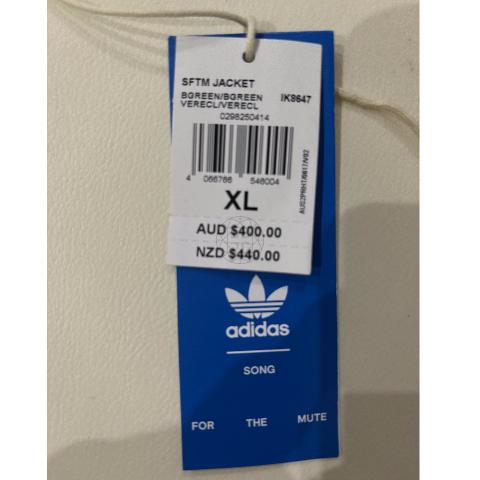 SFTM JACKET
BGREEN/BGREEN IK8647
VERECL/VERECL
0298250414
4 066766 546004
XL
AUD $400.00
NZD $440.00
adidas
SONG
FOR THE MUTE